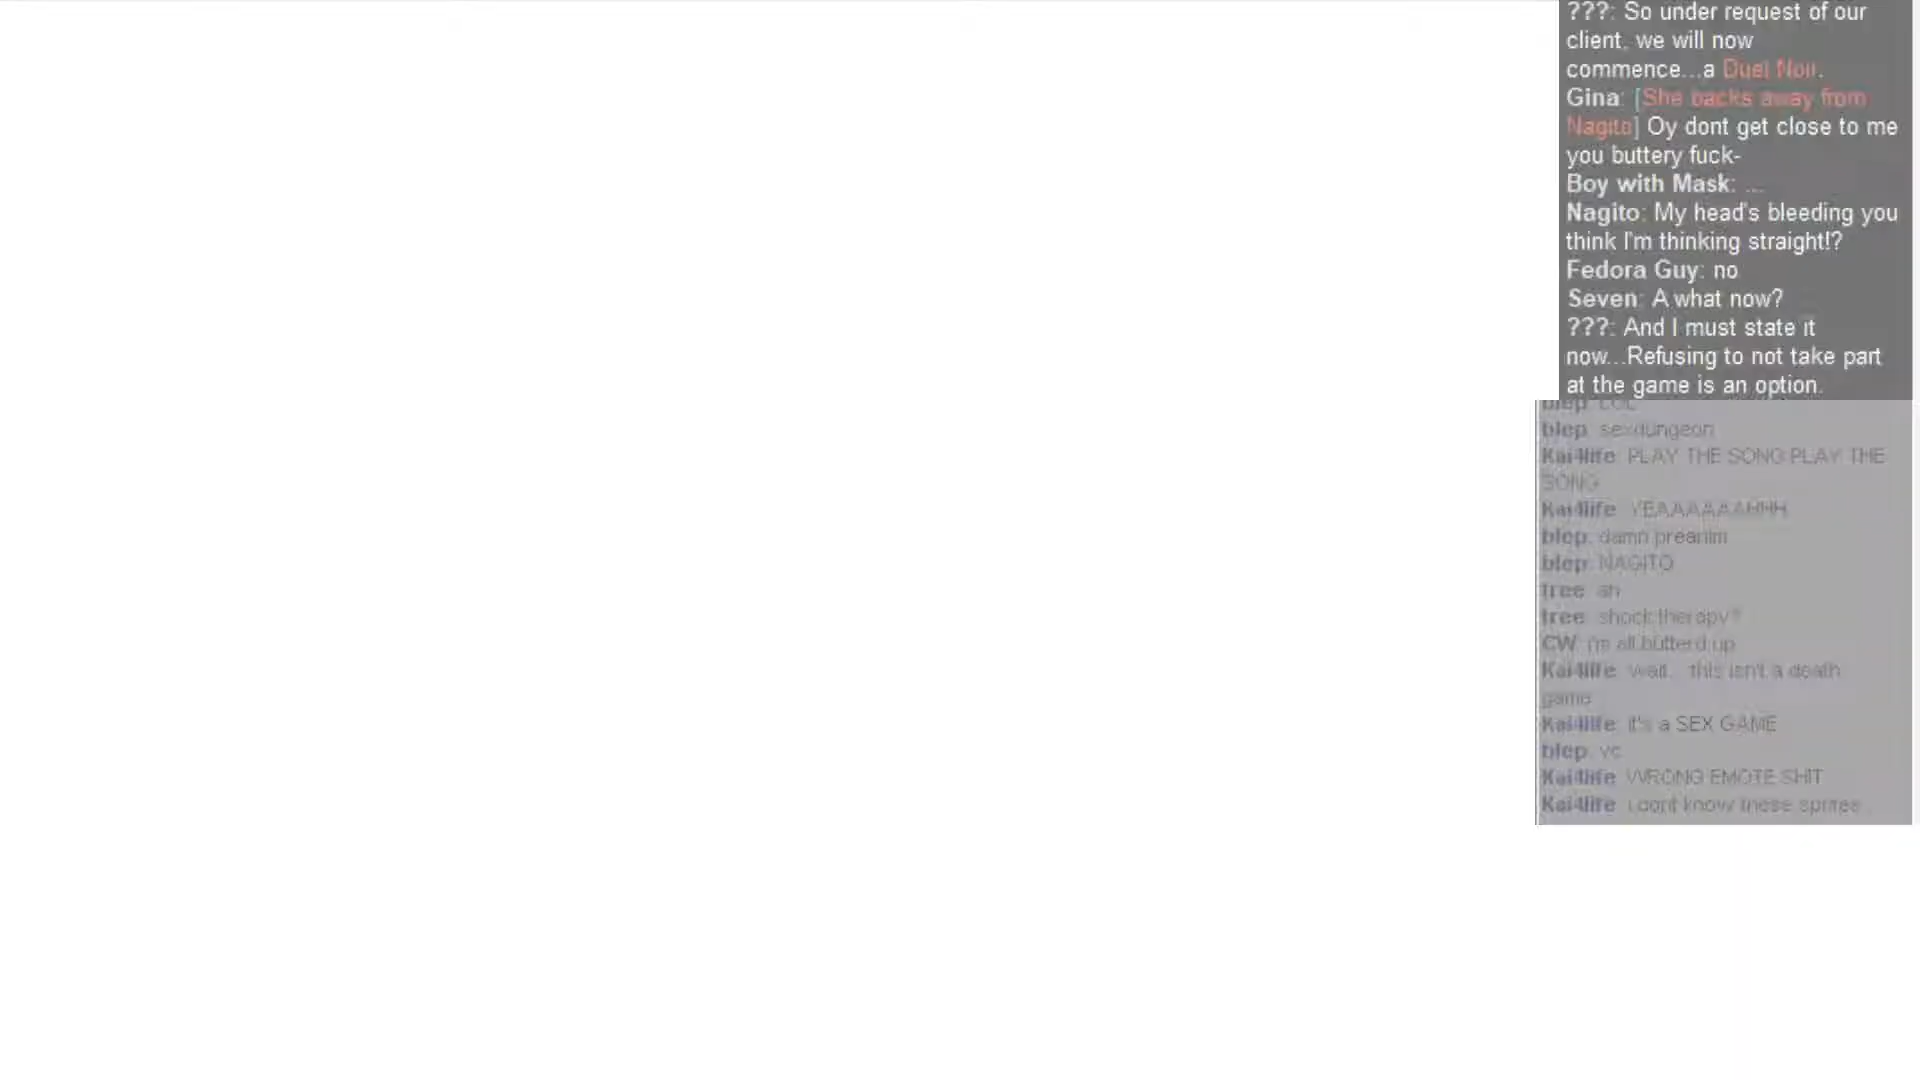 ???: So under request of our
client, we will now
commence...a Duel Noir.
Gina: [She backs away from
Nagito] Oy dont get close to me
you buttery fuck-
Boy with Mask: ...
Nagito: My head's bleeding you
think I'm thinking straight!?
Fedora Guy: no
Seven: A what now?
???: And I must state it
now...Refusing to not take part
at the game is an option.
blep: LOL
blep: sexdungeon
Kai4life: PLAY THE SONG PLAY THE
SONG
Kai4life: YEAAAAAAHHH
blep: damn preanim
blep: NAGITO
tree: ah
tree: shock therapy?
CW: i'm all butterd up
Kai4life: wait... this isn't a death
game
Kai4life: it's a SEX GAME
blep: vc
Kai4life: WRONG EMOTE SHIT
Kai4life: i dont know these sprites